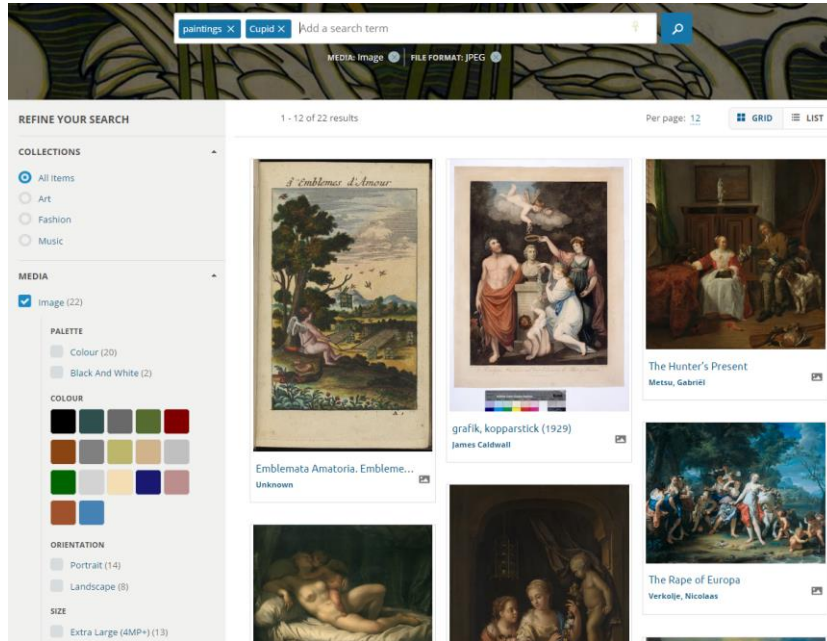 paintings × Cupid × Add a search term
MEDIA: Image FILE FORMAT: JPEG
REFINE YOUR SEARCH
1 - 12 of 22 results
Per page: 12
GRID
LIST
COLLECTIONS
All items
Art
Fashion
Music
MEDIA
Image (22)
PALETTE
Colour (20)
Black And White (2)
COLOUR
ORIENTATION
Portrait (14)
Landscape (8)
SIZE
Extra Large (4MP+) (13)
d'Emblemes d'Amour
Emblemata Amatoria. Embleme...
Unknown
grafik, kopparstick (1929)
James Caldwall
The Hunter's Present
Metsu, Gabriël
The Rape of Europa
Verkolje, Nicolaas